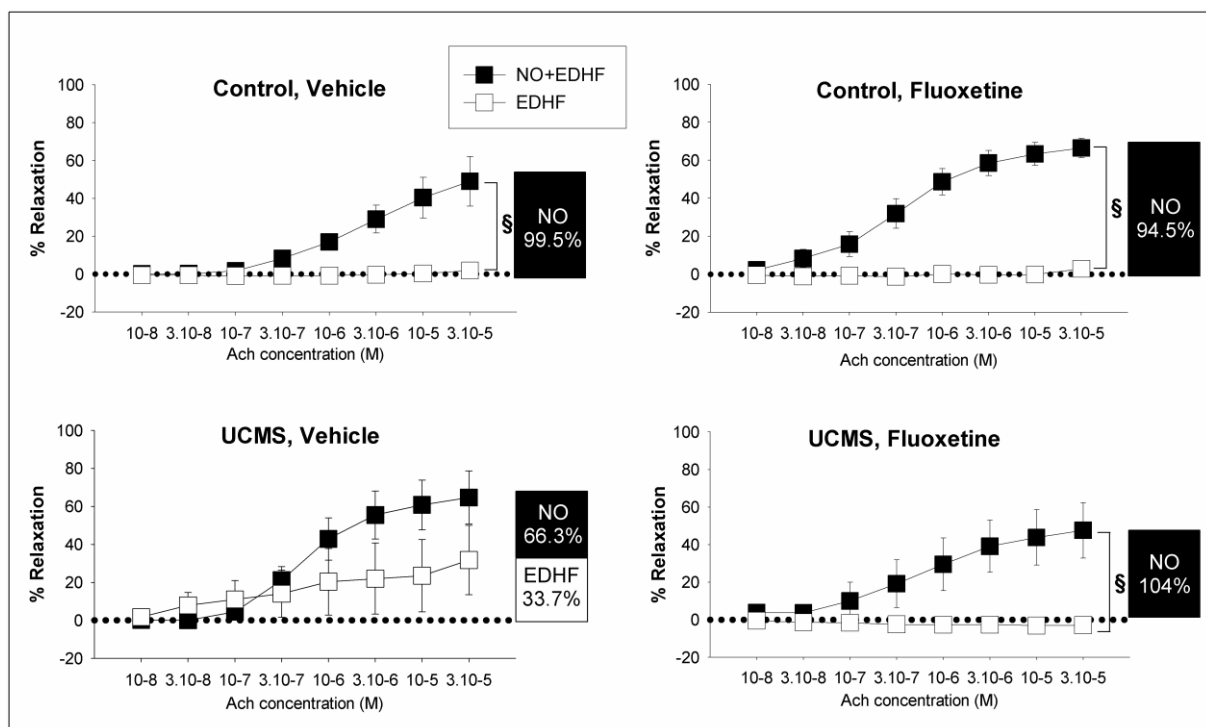 NO+EDHF
EDHF
Control, Vehicle
% Relaxation
100
80
60
40
20
0
-20
§
NO
99.5%
10-8 3.10-8 10-7 3.10-7 10-6 3.10-6 10-5 3.10-5
Ach concentration (M)
Control, Fluoxetine
% Relaxation
100
80
60
40
20
0
-20
§
NO
94.5%
10-8 3.10-8 10-7 3.10-7 10-6 3.10-6 10-5 3.10-5
Ach concentration (M)
UCMS, Vehicle
% Relaxation
100
80
60
40
20
0
-20
NO
66.3%
EDHF
33.7%
10-8 3.10-8 10-7 3.10-7 10-6 3.10-6 10-5 3.10-5
Ach concentration (M)
UCMS, Fluoxetine
% Relaxation
100
80
60
40
20
0
-20
§
NO
104%
10-8 3.10-8 10-7 3.10-7 10-6 3.10-6 10-5 3.10-5
Ach concentration (M)